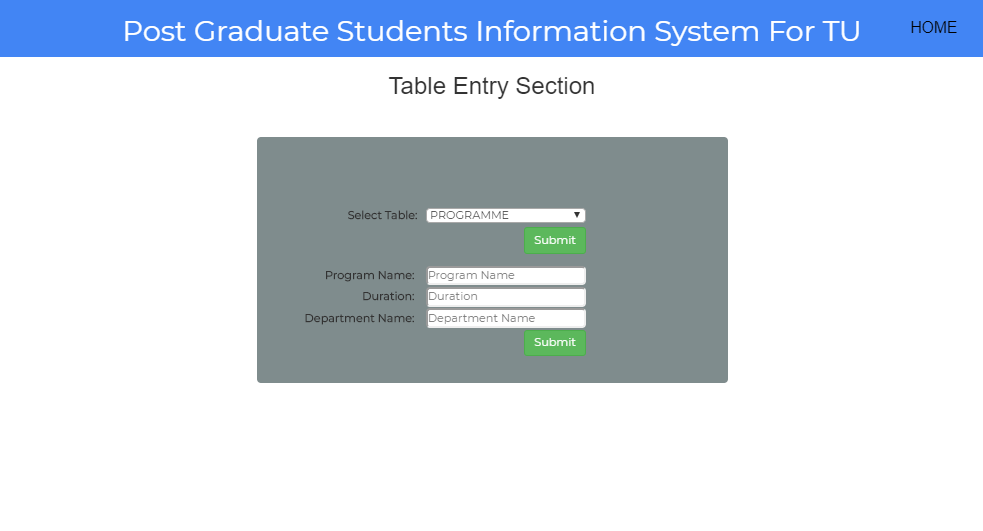 Post Graduate Students Information System For TU HOME
Table Entry Section
Select Table: PROGRAMME
Submit
Program Name: Program Name
Duration: Duration
Department Name: Department Name
Submit